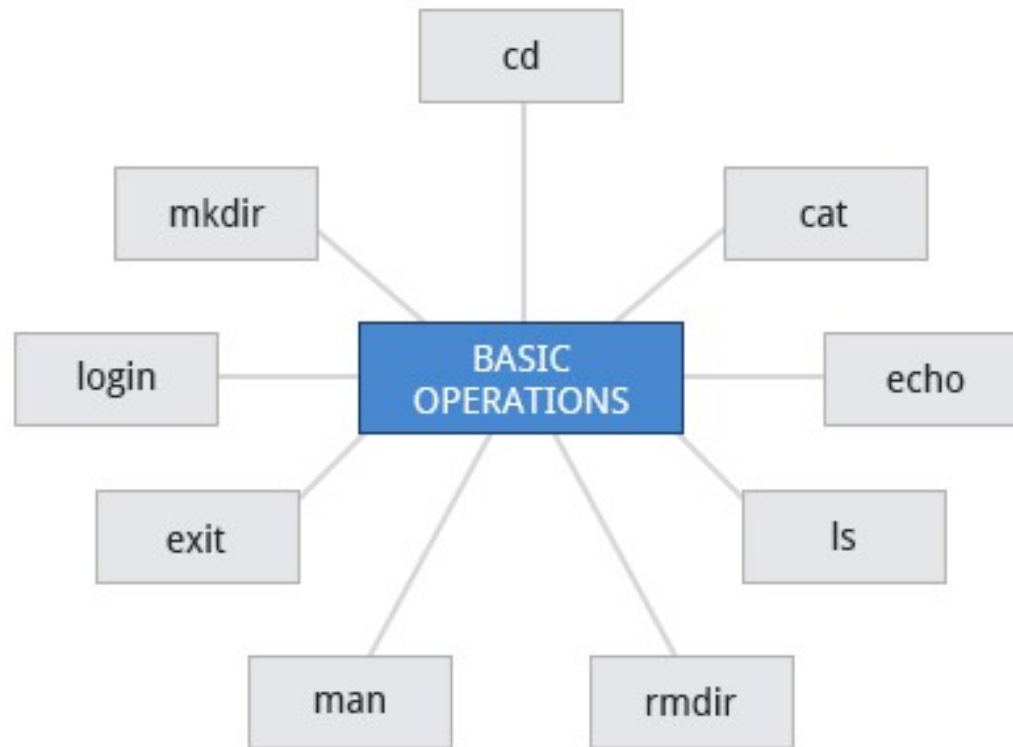 cd
mkdir
cat
login
BASIC
OPERATIONS
echo
exit
ls
man
rmdir